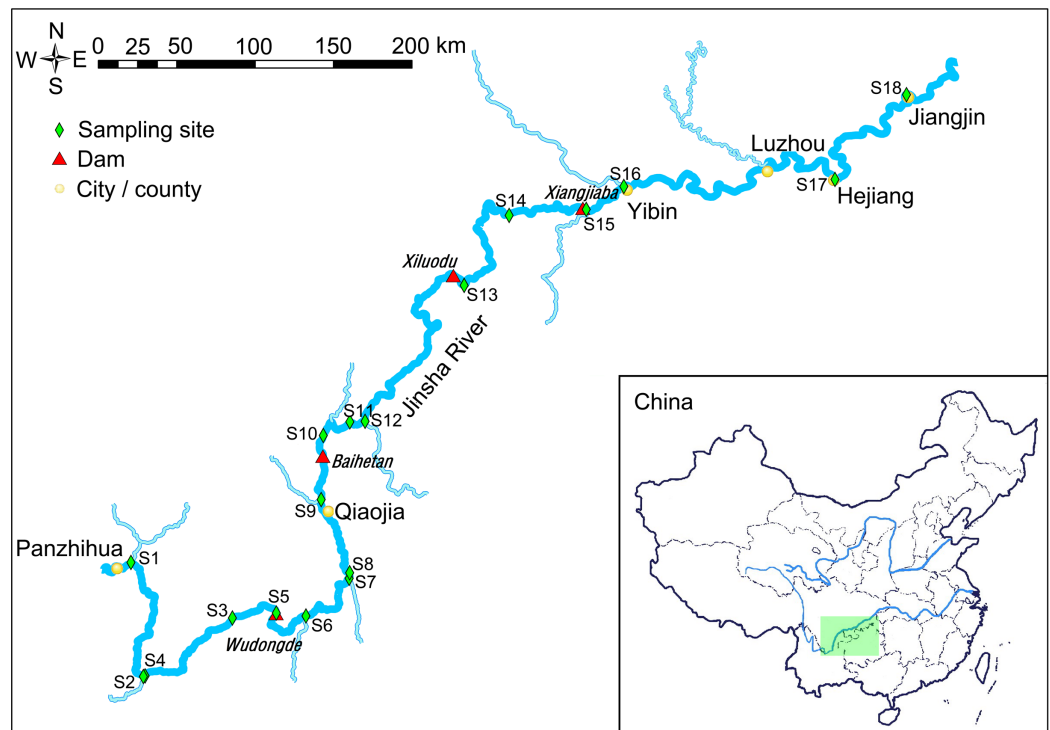 N
W E
S
0 25 50 100 150 200 km
Sampling site
Dam
City / county
S18
Jiangjin
Luzhou
S17
Hejiang
S16
Xiangjiaba
Yibin
S14
S15
Xiluodu
S13
Jinsha River
S11
S12
S10
Baihetan
S9
Qiaojia
Panzhihua
S1
S8
S7
S5
S3
S6
Wudongde
S4
S2
China